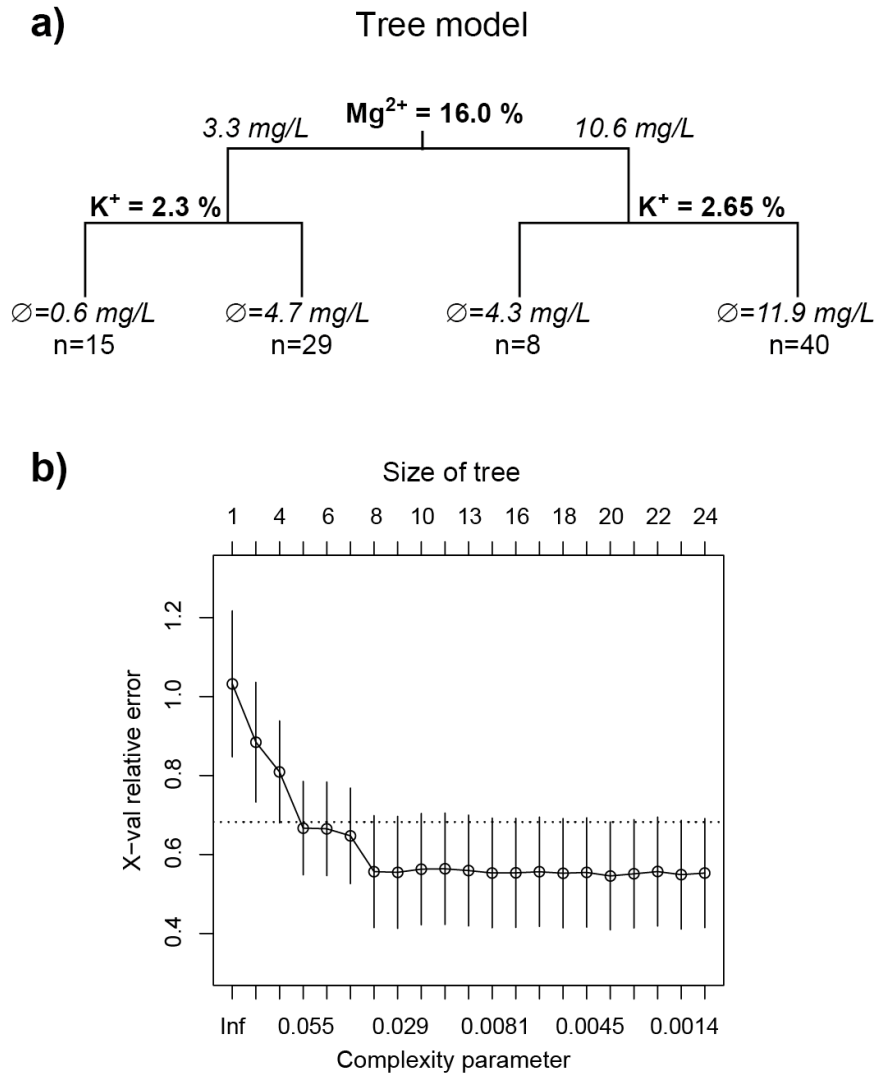 a)
Tree model
Mg²⁺ = 16.0 %
3.3 mg/L
10.6 mg/L
K⁺ = 2.3 %
K⁺ = 2.65 %
∅=0.6 mg/L
∅=4.7 mg/L
∅=4.3 mg/L
∅=11.9 mg/L
n=15
n=29
n=8
n=40
b)
Size of tree
1 4 6 8 10 13 16 18 20 22 24
X−val relative error
1.2
1.0
0.8
0.6
0.4
Inf 0.055 0.029 0.0081 0.0045 0.0014
Complexity parameter